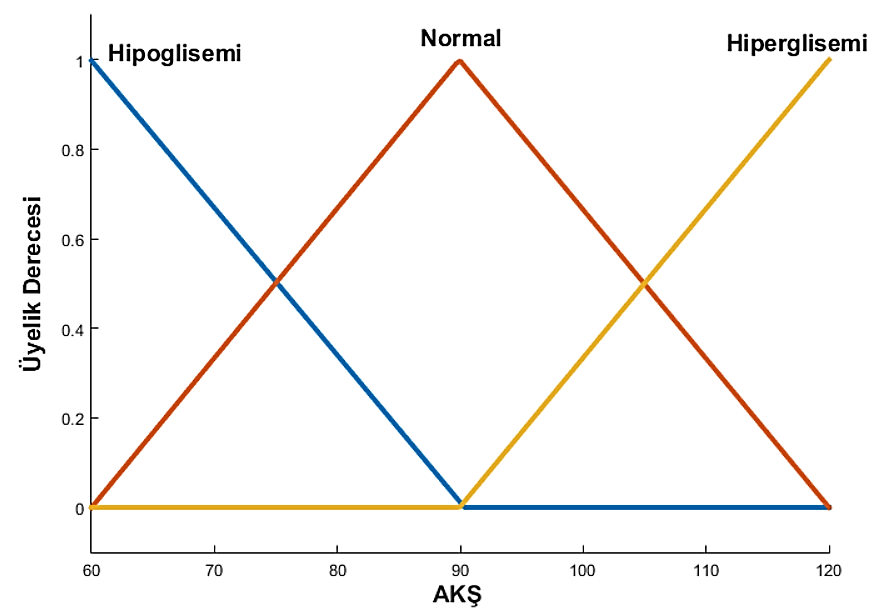 Hipoglisemi
Normal
Hiperglisemi
1
0.8
0.6
0.4
0.2
0
Üyelik Derecesi
60 70 80 90 100 110 120
AKŞ